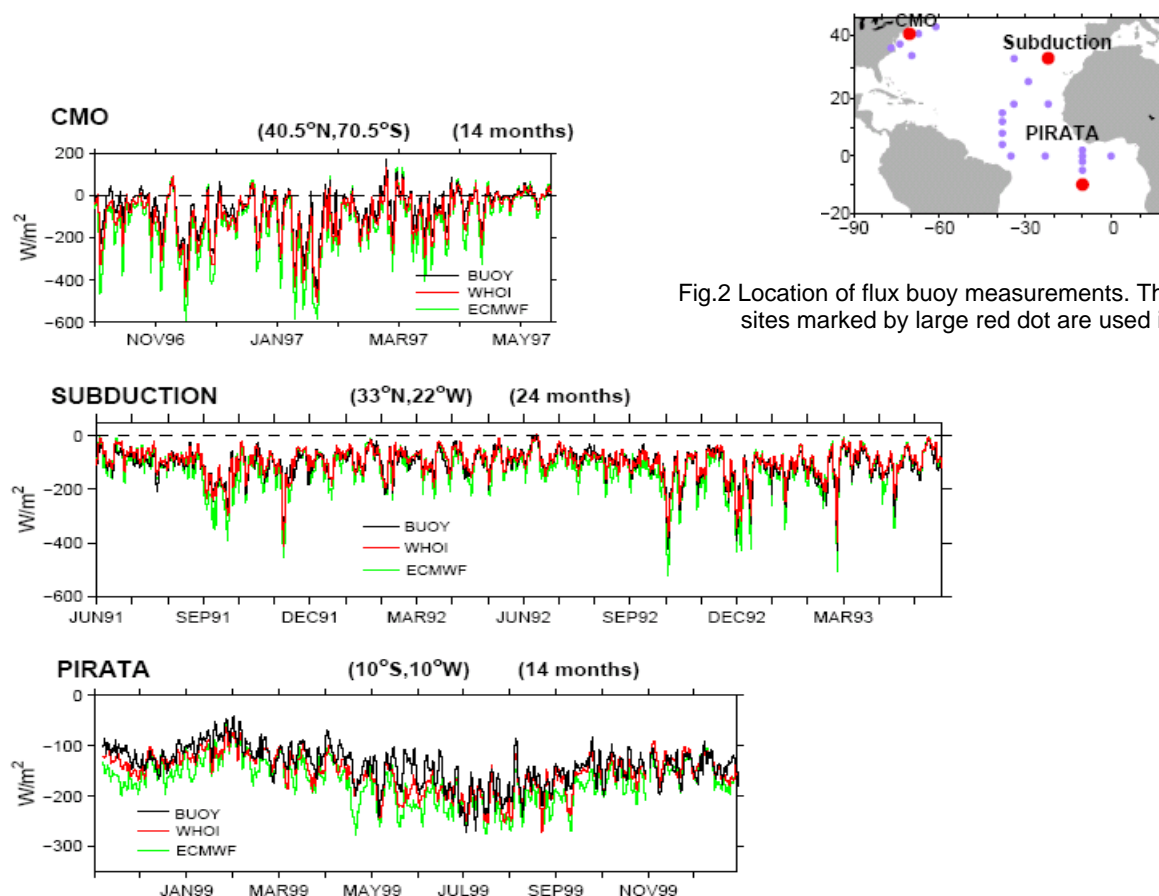 CMO
(40.5°N,70.5°S) (14 months)
200
0
−200
−400
−600
W/m²
BUOY
WHOI
ECMWF
NOV96 JAN97 MAR97 MAY97
CMO
Subduction
PIRATA
40
20
0
−20
−90 −60 −30 0
Fig.2 Location of flux buoy measurements. Th
sites marked by large red dot are used i
SUBDUCTION (33°N,22°W) (24 months)
0
−200
−400
−600
W/m²
BUOY
WHOI
ECMWF
JUN91 SEP91 DEC91 MAR92 JUN92 SEP92 DEC92 MAR93
PIRATA (10°S,10°W) (14 months)
0
−100
−200
−300
W/m²
BUOY
WHOI
ECMWF
JAN99 MAR99 MAY99 JUL99 SEP99 NOV99